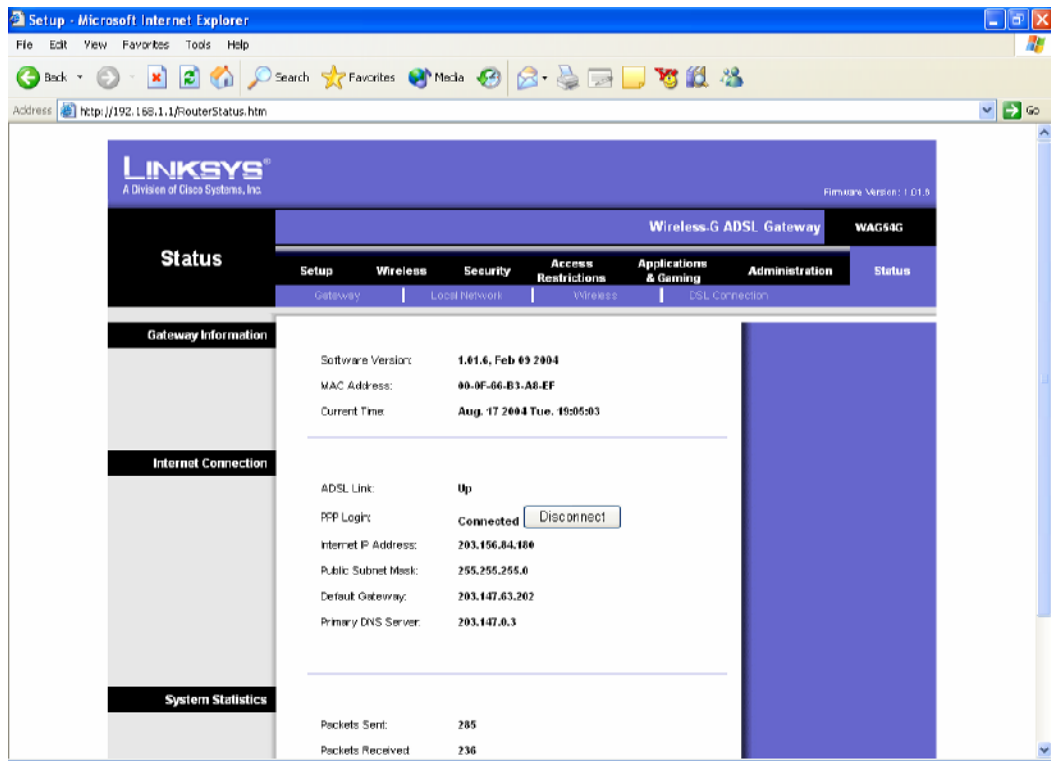 Setup - Microsoft Internet Explorer
File Edit View Favorites Tools Help
Back Search Favorites Media
Address http://192.168.1.1/RouterStatus.htm Go
LINKSYS®
A Division of Cisco Systems, Inc.
Firmware Version: 1.01.6
Wireless-G ADSL Gateway WAG54G
Status
Setup Wireless Security Access Restrictions Applications & Gaming Administration Status
Gateway Local Network Wireless DSL Connection
Gateway Information
Software Version: 1.01.6, Feb 09 2004
MAC Address: 00-0F-66-B3-A8-EF
Current Time: Aug. 17 2004 Tue. 19:05:03
Internet Connection
ADSL Link: Up
PPP Login: Connected Disconnect
Internet IP Address: 203.156.84.180
Public Subnet Mask: 255.255.255.0
Default Gateway: 203.147.63.202
Primary DNS Server: 203.147.0.3
System Statistics
Packets Sent: 285
Packets Received 236